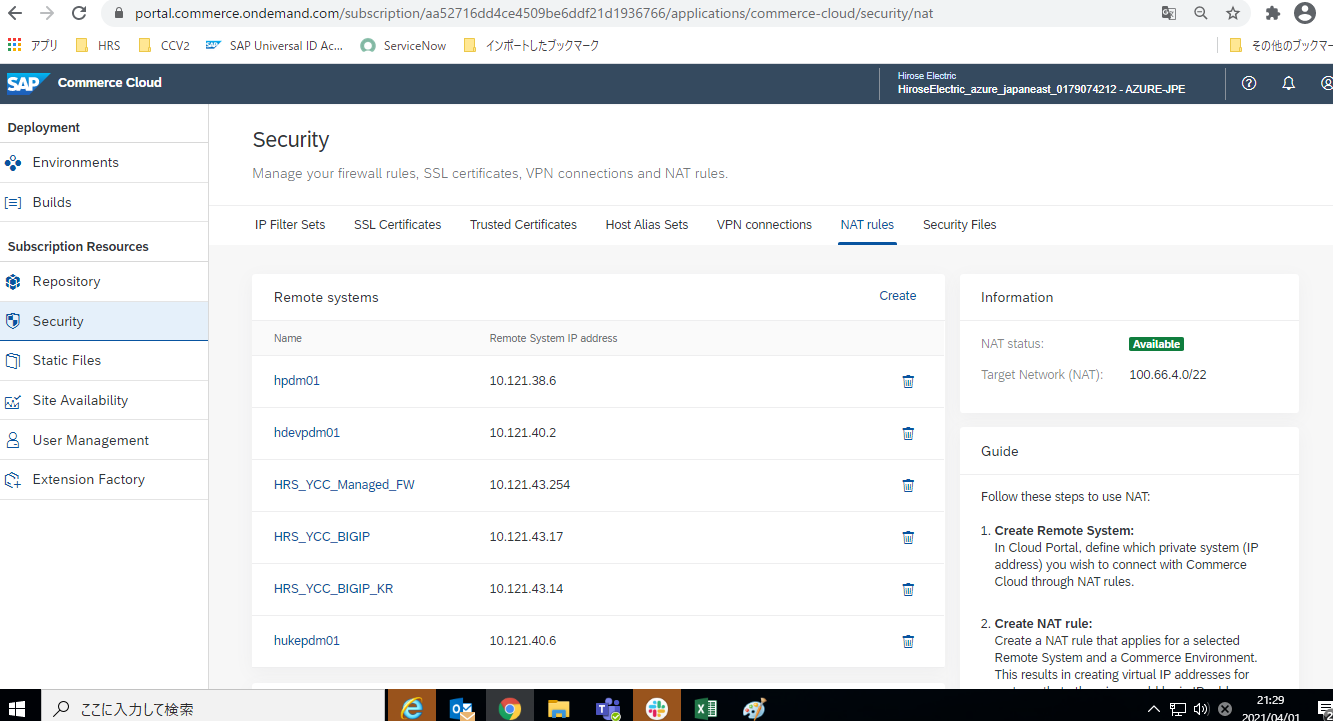 portal.commerce.ondemand.com/subscription/aa52716dd4ce4509be6ddf21d1936766/applications/commerce-cloud/security/nat
アプリ HRS CCV2 SAP Universal ID Ac... ServiceNow インポートしたブックマーク その他のブックマー
SAP Commerce Cloud
Hirose Electric
HiroseElectric_azure_japaneast_0179074212 - AZURE-JPE
Deployment
Environments
Builds
Subscription Resources
Repository
Security
Static Files
Site Availability
User Management
Extension Factory
Security
Manage your firewall rules, SSL certificates, VPN connections and NAT rules.
IP Filter Sets SSL Certificates Trusted Certificates Host Alias Sets VPN connections NAT rules Security Files
Remote systems Create
Name Remote System IP address
hpdm01 10.121.38.6
hdevpdm01 10.121.40.2
HRS_YCC_Managed_FW 10.121.43.254
HRS_YCC_BIGIP 10.121.43.17
HRS_YCC_BIGIP_KR 10.121.43.14
hukepdm01 10.121.40.6
Information
NAT status: Available
Target Network (NAT): 100.66.4.0/22
Guide
Follow these steps to use NAT:
1. Create Remote System:
In Cloud Portal, define which private system (IP
address) you wish to connect with Commerce
Cloud through NAT rules.
2. Create NAT rule:
Create a NAT rule that applies for a selected
Remote System and a Commerce Environment.
This results in creating virtual IP addresses for
ここに入力して検索
21:29
2021/04/01